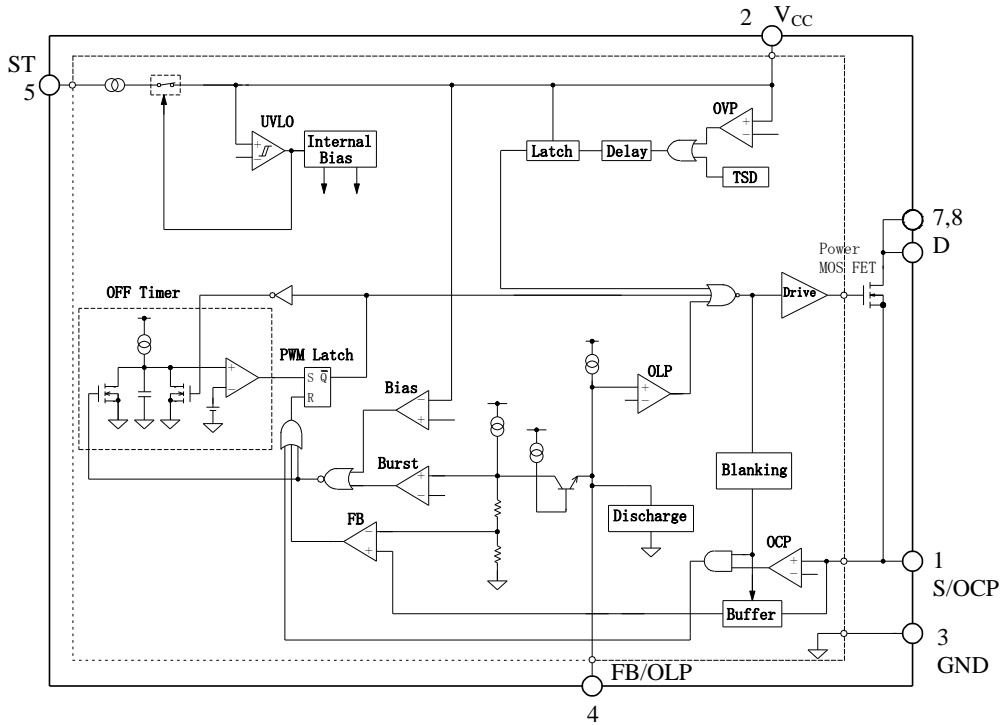 2 VCC
ST
5
OVP
UVLO
Internal
Bias
Latch
Delay
TSD
7,8
D
Power
MOS FET
OFF Timer
Drive
PWM Latch
S Q̅
R
OLP
Bias
Burst
Blanking
FB
Discharge
OCP
1
S/OCP
Buffer
3
GND
FB/OLP
4